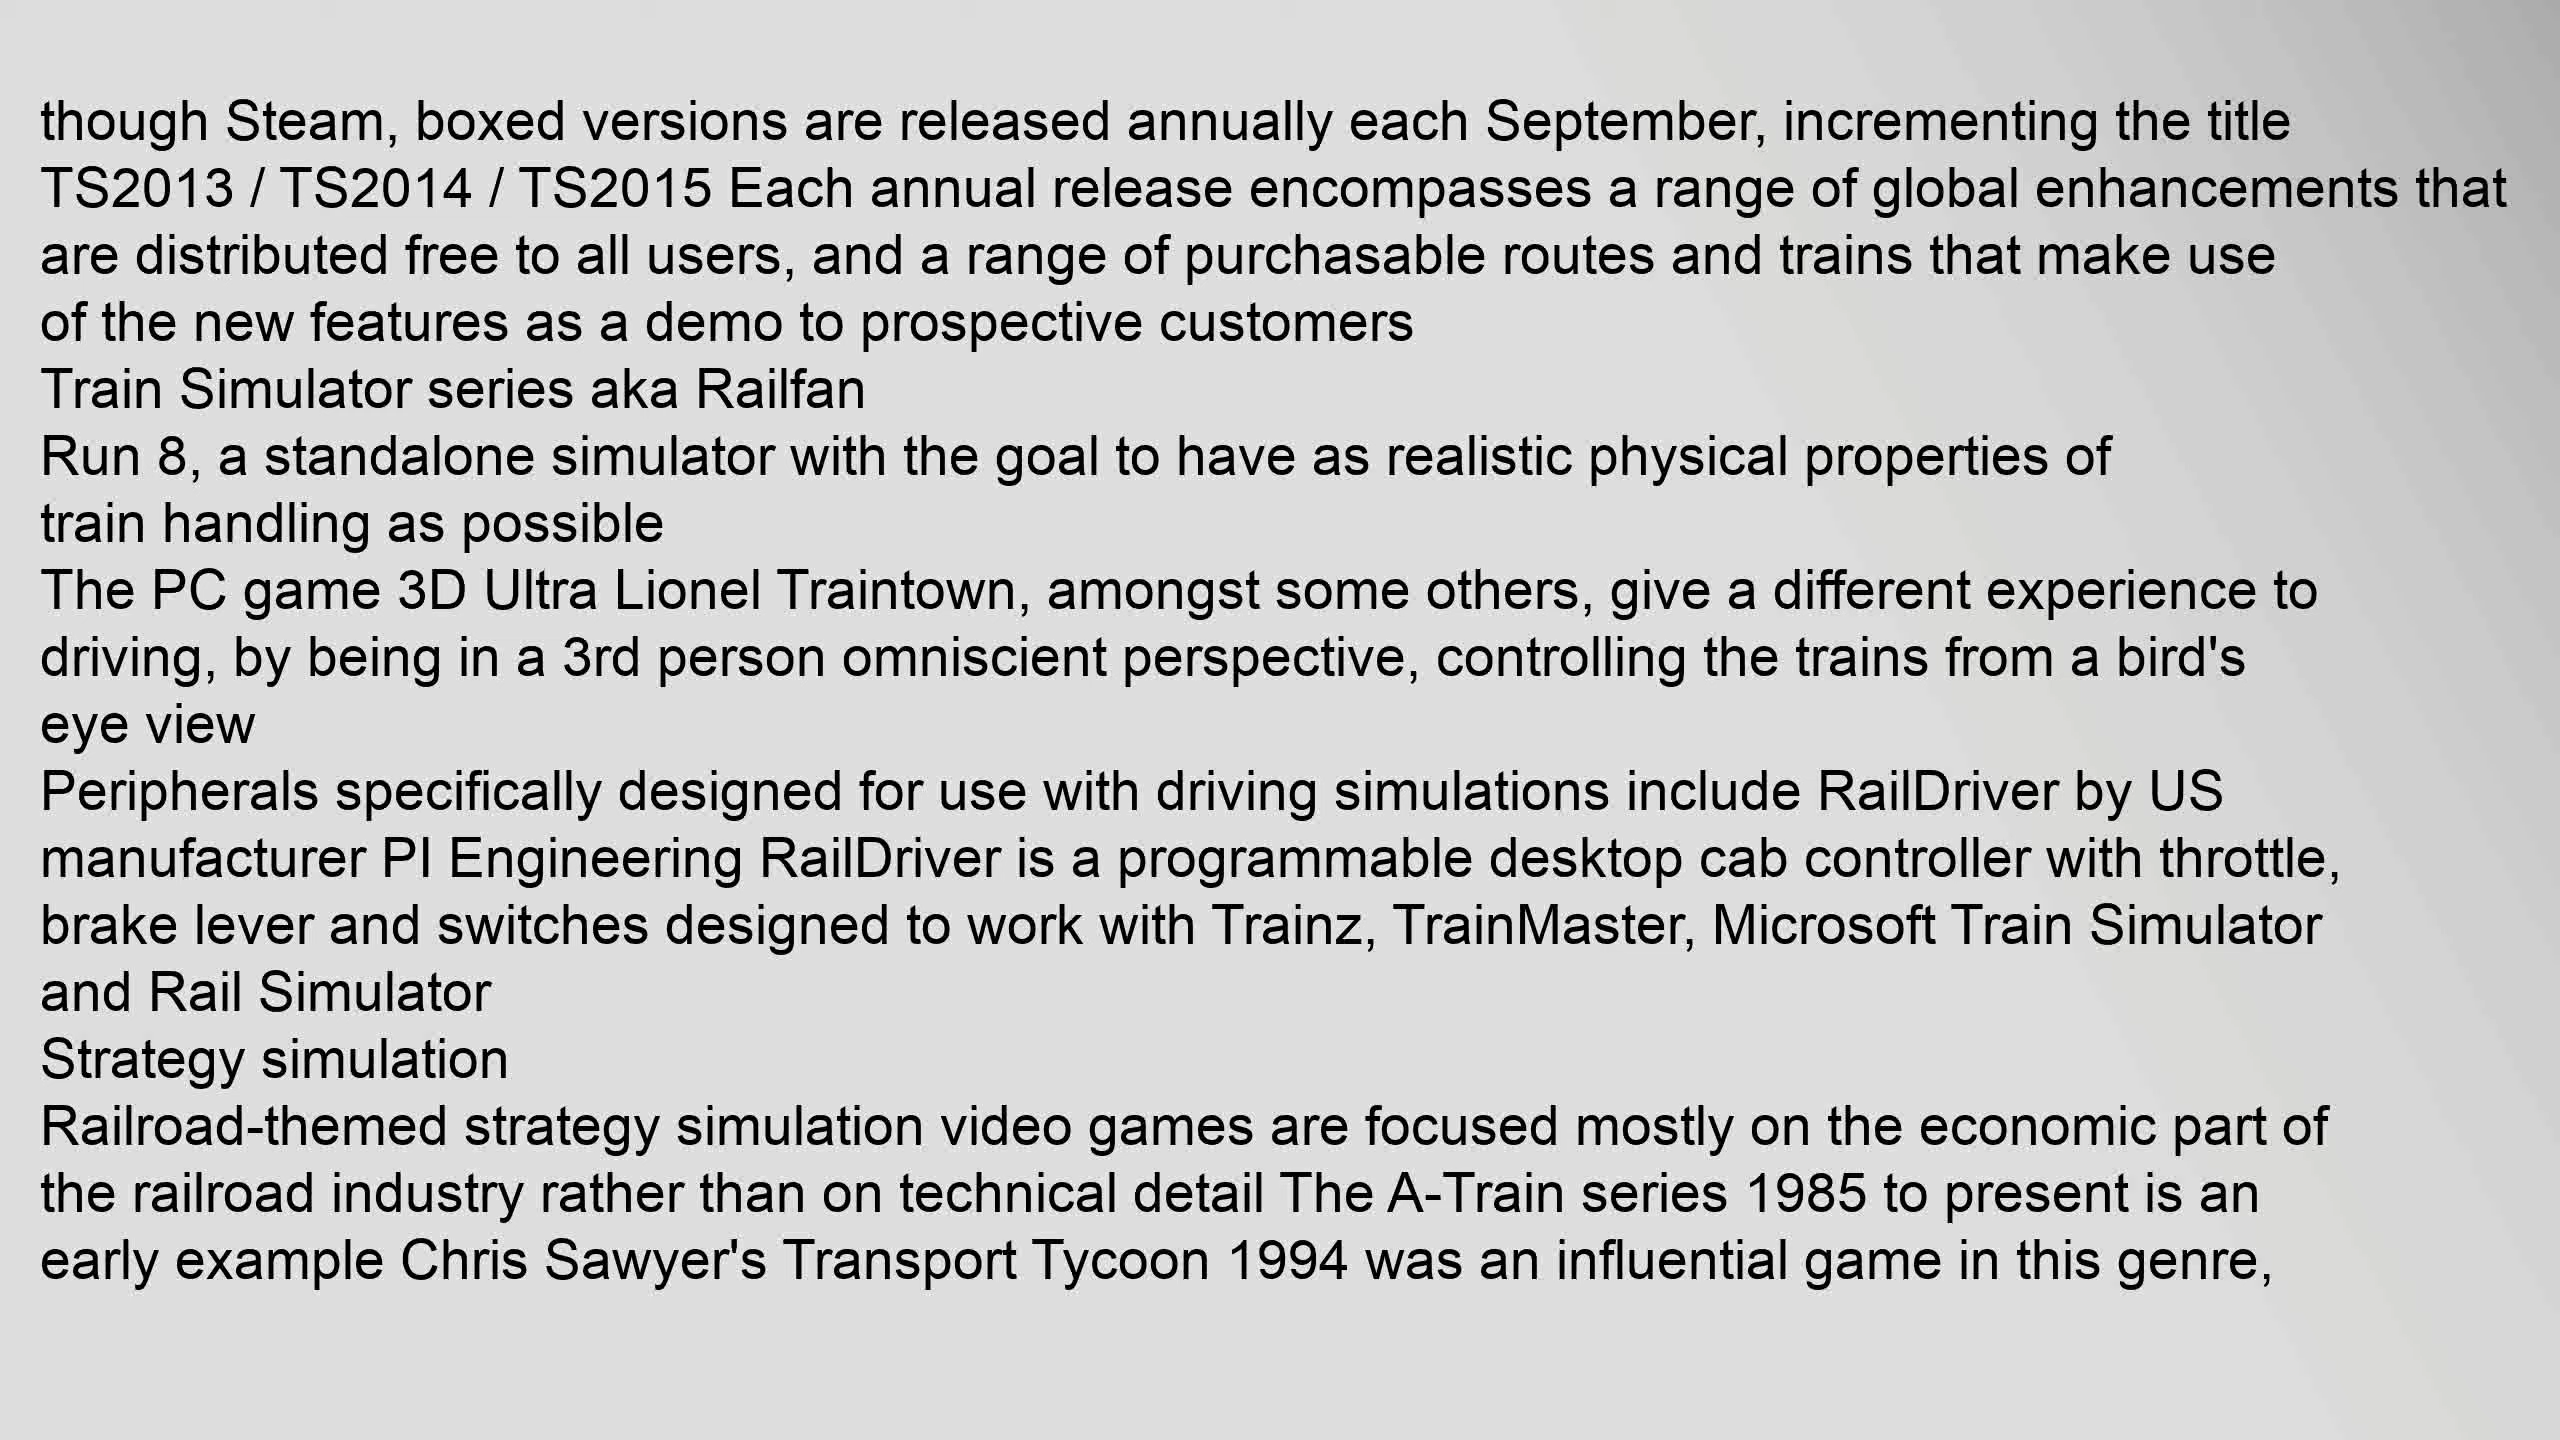 though Steam, boxed versions are released annually each September, incrementing the title
TS2013 / TS2014 / TS2015 Each annual release encompasses a range of global enhancements that
are distributed free to all users, and a range of purchasable routes and trains that make use
of the new features as a demo to prospective customers
Train Simulator series aka Railfan
Run 8, a standalone simulator with the goal to have as realistic physical properties of
train handling as possible
The PC game 3D Ultra Lionel Traintown, amongst some others, give a different experience to
driving, by being in a 3rd person omniscient perspective, controlling the trains from a bird's
eye view
Peripherals specifically designed for use with driving simulations include RailDriver by US
manufacturer PI Engineering RailDriver is a programmable desktop cab controller with throttle,
brake lever and switches designed to work with Trainz, TrainMaster, Microsoft Train Simulator
and Rail Simulator
Strategy simulation
Railroad-themed strategy simulation video games are focused mostly on the economic part of
the railroad industry rather than on technical detail The A-Train series 1985 to present is an
early example Chris Sawyer's Transport Tycoon 1994 was an influential game in this genre,